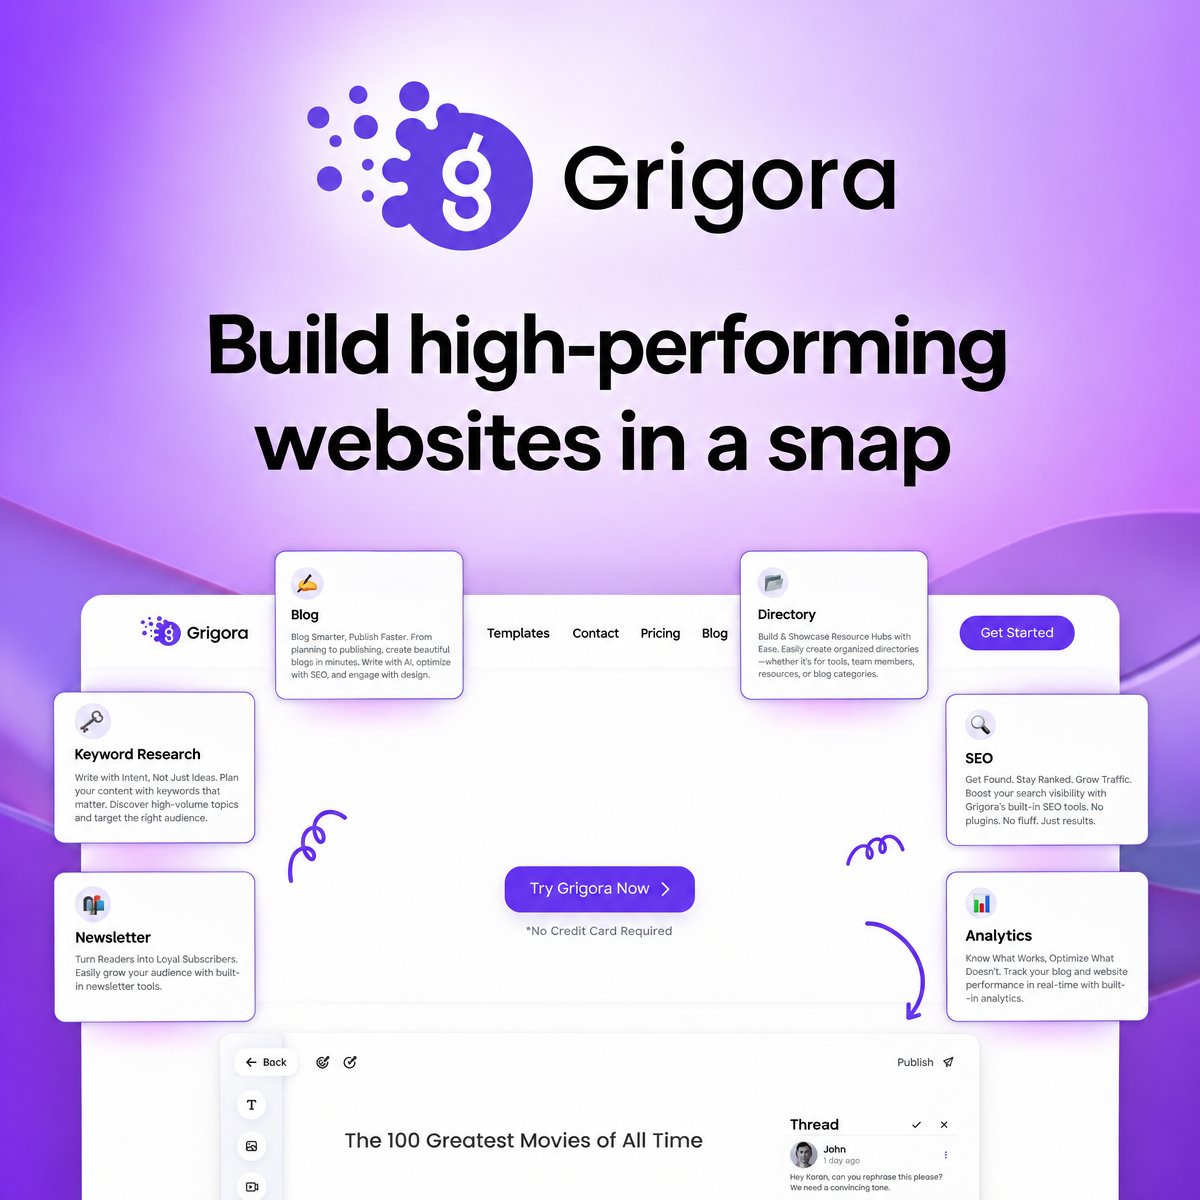 g Grigora
Build high-performing
websites in a snap
g Grigora
Templates
Contact
Pricing
Blog
Get Started
Blog
Blog Smarter, Publish Faster. From
planning to publishing, create beautiful
blogs in minutes. Write with AI, optimize
with SEO, and engage with design.
Directory
Build & Showcase Resource Hubs with
Ease. Easily create organized directories
—whether it's for tools, team members,
resources, or blog categories.
Keyword Research
Write with Intent, Not Just Ideas. Plan
your content with keywords that
matter. Discover high-volume topics
and target the right audience.
SEO
Get Found. Stay Ranked. Grow Traffic.
Boost your search visibility with
Grigora's built-in SEO tools. No
plugins. No fluff. Just results.
Try Grigora Now
*No Credit Card Required
Newsletter
Turn Readers into Loyal Subscribers.
Easily grow your audience with built-
in newsletter tools.
Analytics
Know What Works, Optimize What
Doesn't. Track your blog and website
performance in real-time with built-
-in analytics.
Back
Publish
T
The 100 Greatest Movies of All Time
Thread
John
1 day ago
Hey Karan, can you rephrase this please?
We need a convincing tone.